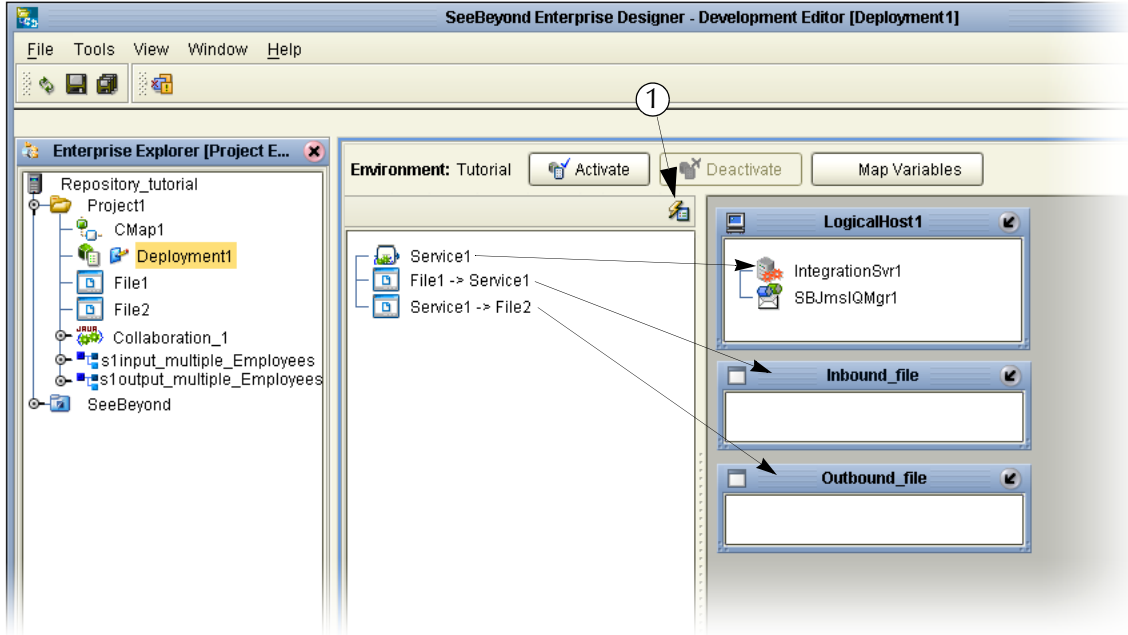 SeeBeyond Enterprise Designer - Development Editor [Deployment1]
File Tools View Window Help
1
Enterprise Explorer [Project E...
Repository_tutorial
Project1
CMap1
Deployment1
File1
File2
JAVA
Collaboration_1
s1input_multiple_Employees
s1output_multiple_Employees
SeeBeyond
Environment: Tutorial Activate Deactivate Map Variables
Service1
File1 -> Service1
Service1 -> File2
LogicalHost1
IntegrationSvr1
SBJmsIQMgr1
Inbound_file
Outbound_file